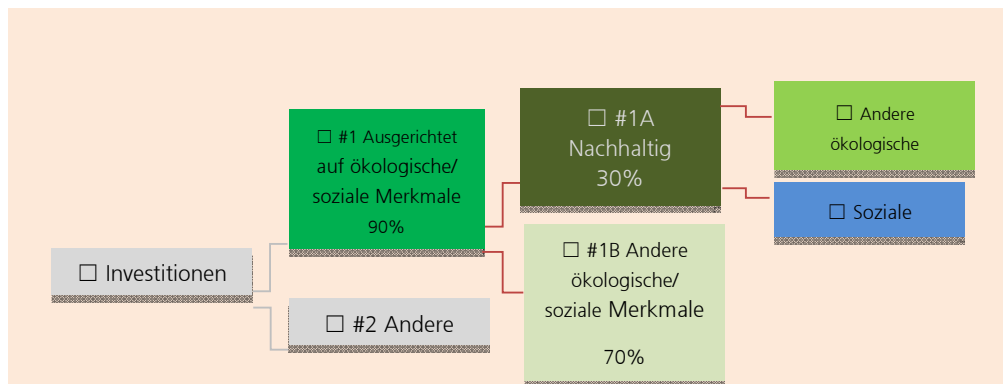 ☐ Investitionen
☐ #1 Ausgerichtet
auf ökologische/
soziale Merkmale
90%
☐ #2 Andere
☐ #1A
Nachhaltig
30%
☐ #1B Andere
ökologische/
soziale Merkmale
70%
☐ Andere
ökologische
☐ Soziale